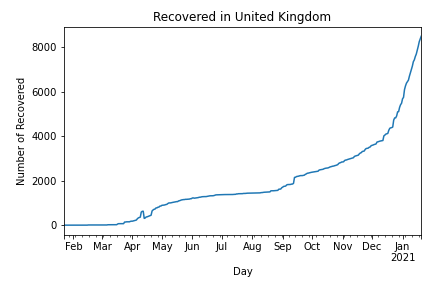 Recovered in United Kingdom
Number of Recovered
8000
6000
4000
2000
0
Feb Mar Apr May Jun Jul Aug Sep Oct Nov Dec Jan
2021
Day